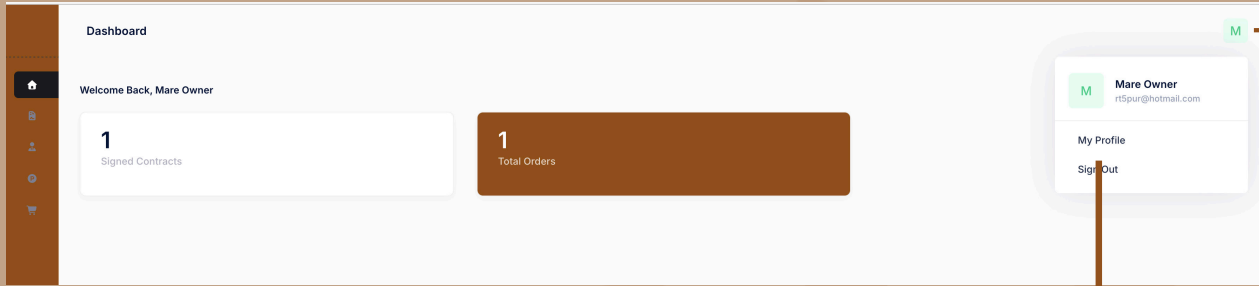 Dashboard
M
Welcome Back, Mare Owner
1
Signed Contracts
1
Total Orders
M
Mare Owner
rt5pur@hotmail.com
My Profile
Sign Out